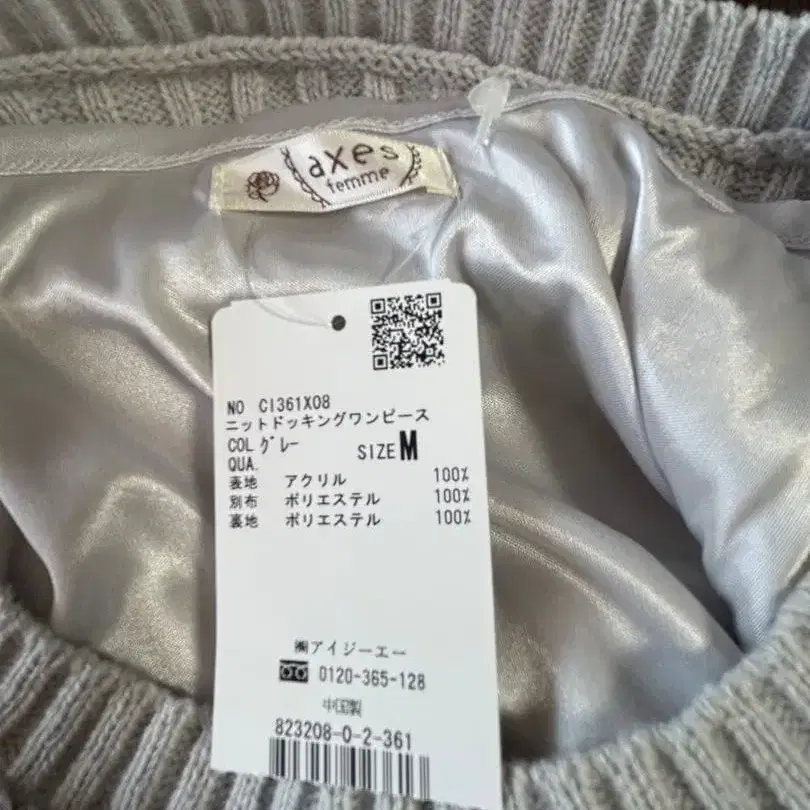 axes
femme
NO CI361X08
ニットドッキングワンピース
COL グレー SIZE M
QUA.
表地 アクリル 100%
別布 ポリエステル 100%
裏地 ポリエステル 100%
㈱アイジーエー
0120-365-128
中国製
823208-0-2-361